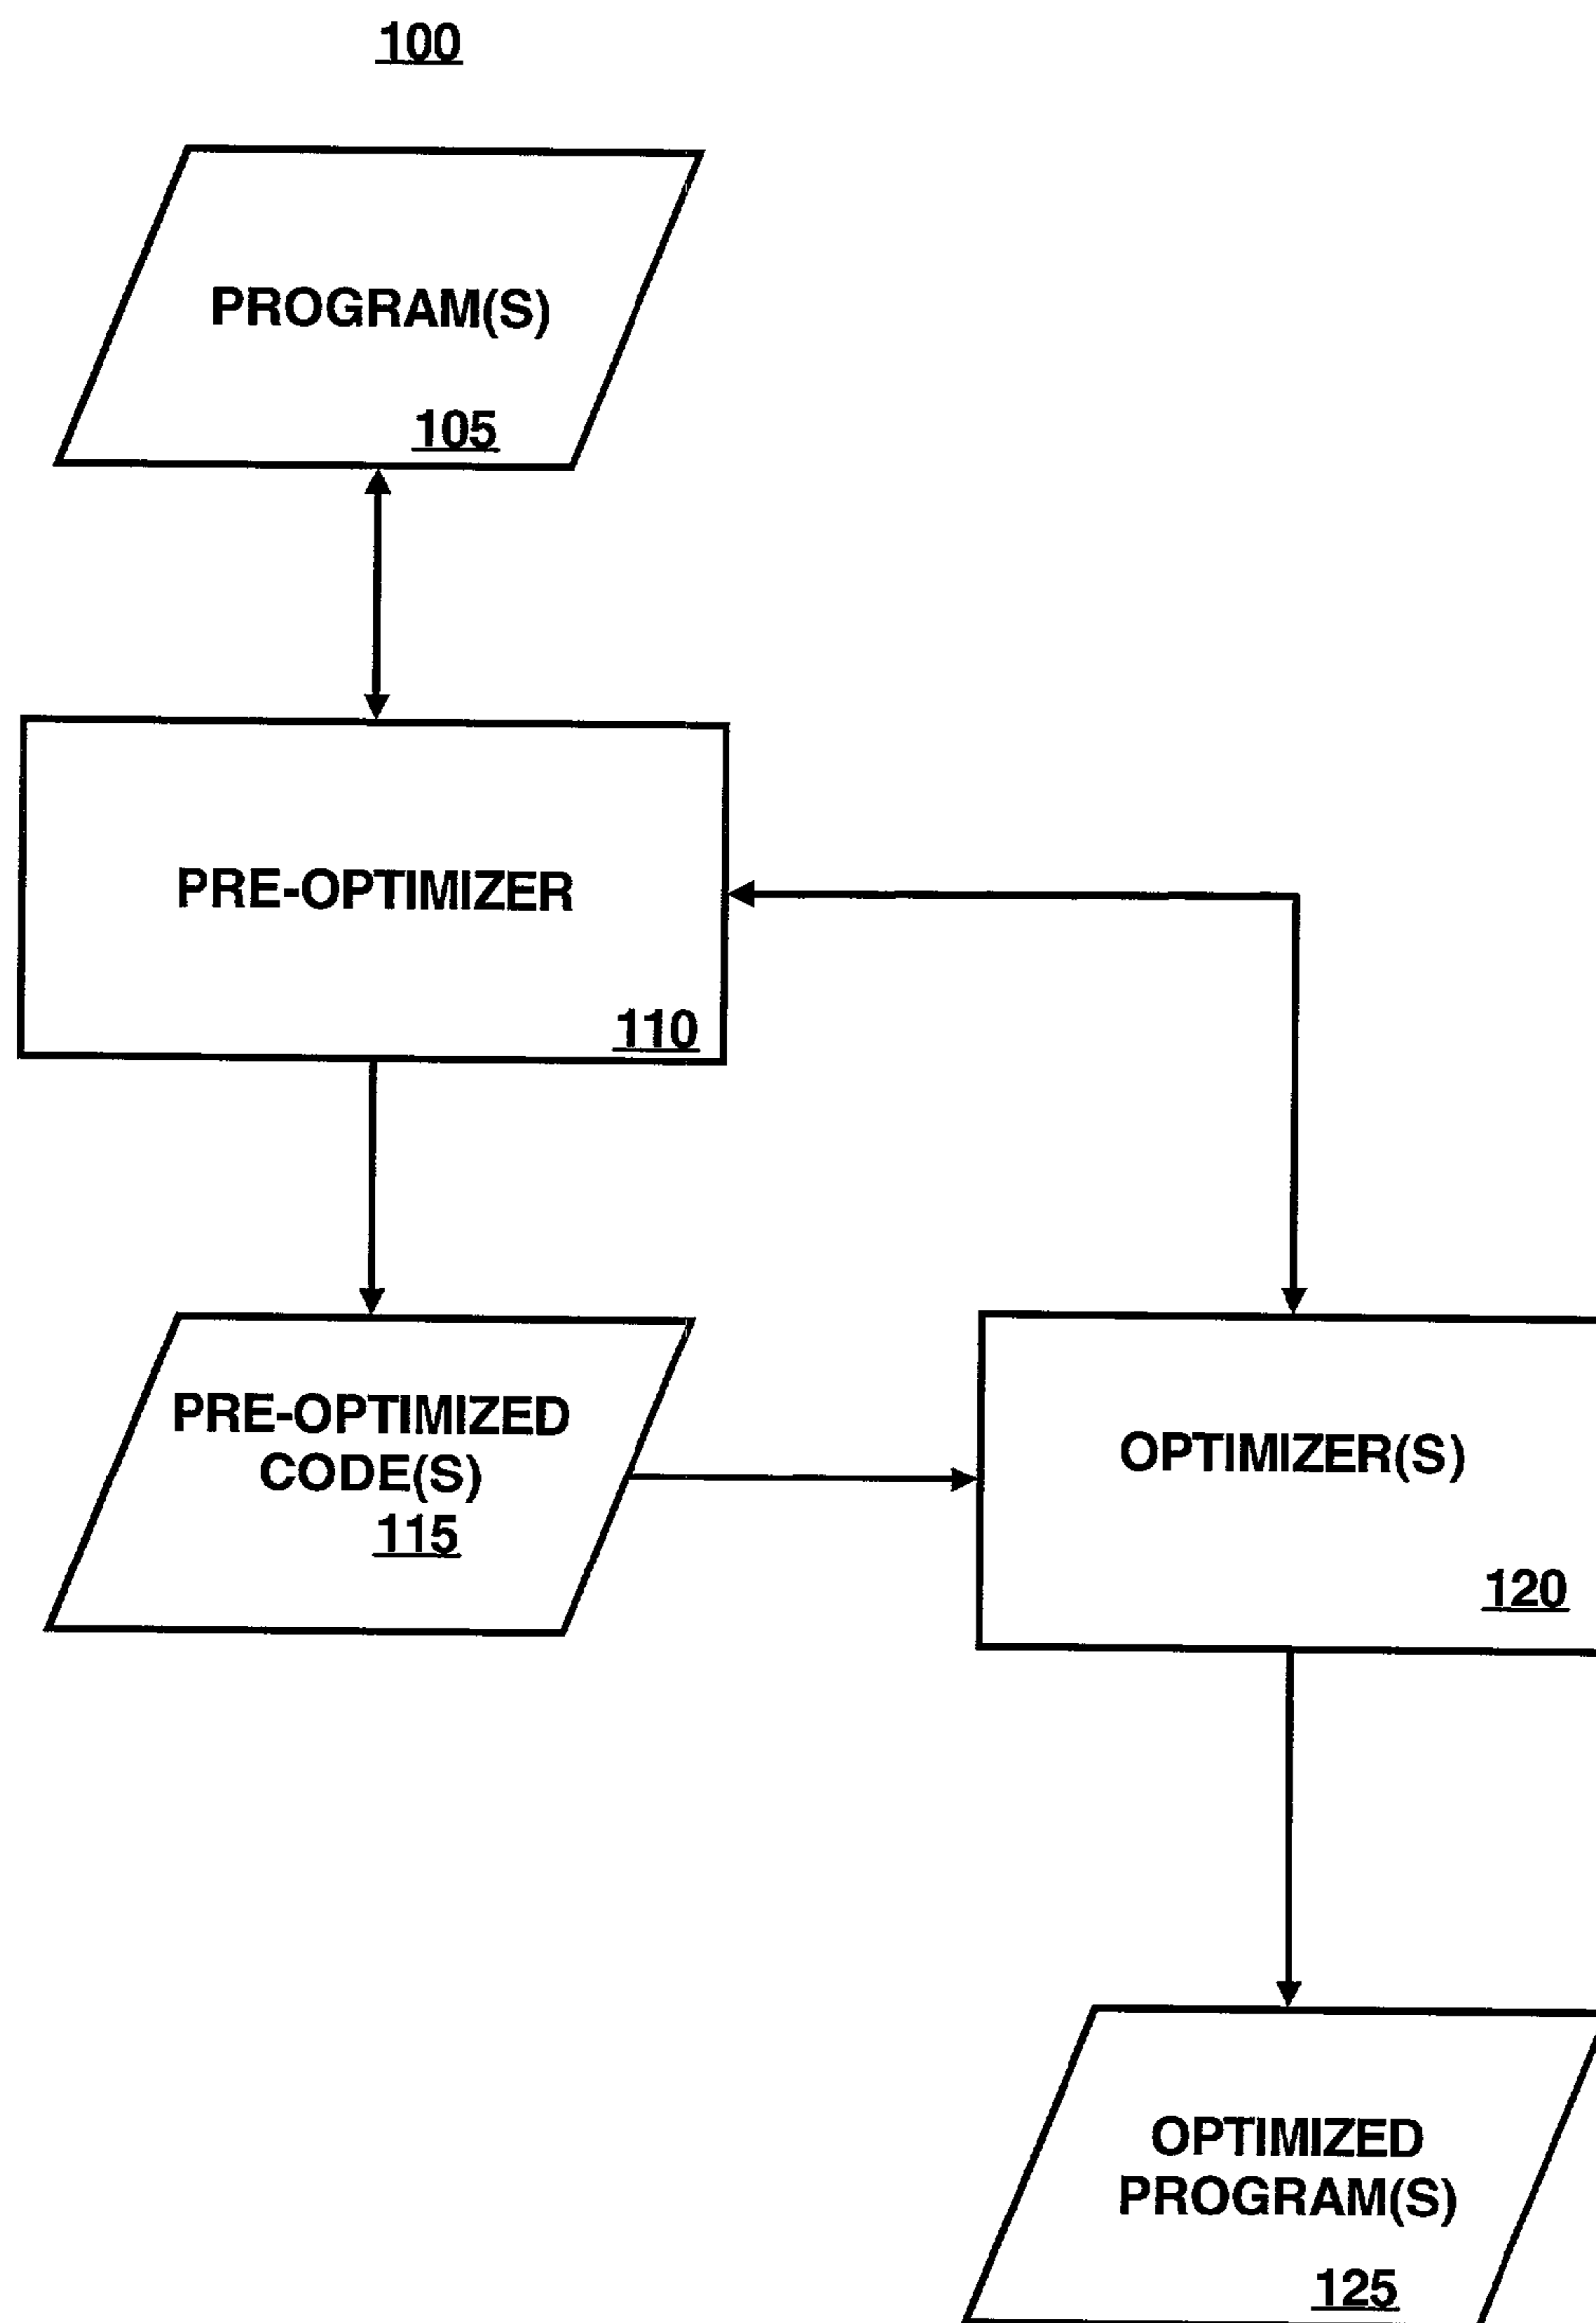 100
PROGRAM(S)
105
PRE-OPTIMIZER
110
PRE-OPTIMIZED
CODE(S)
115
OPTIMIZER(S)
120
OPTIMIZED
PROGRAM(S)
125